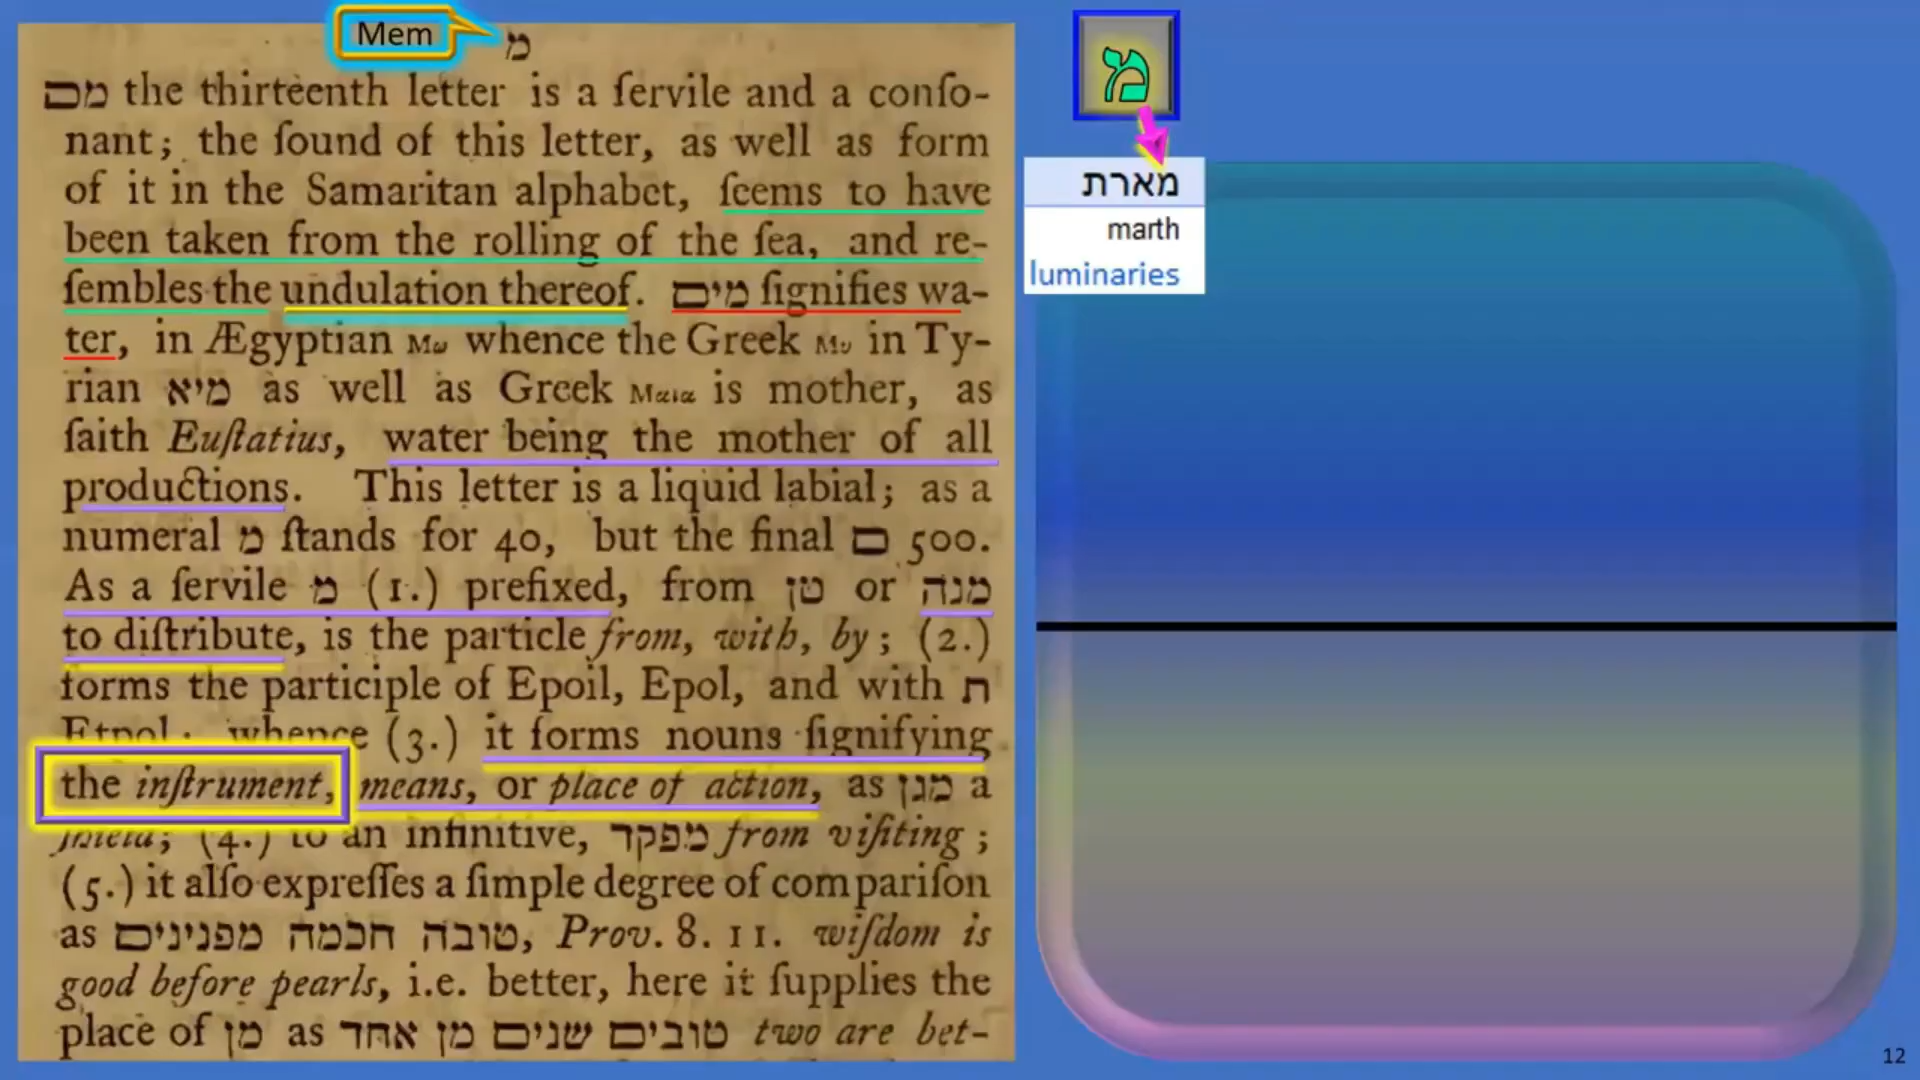 Mem
מ
מם the thirteenth letter is a ſervile and a conſo-
nant; the ſound of this letter, as well as form
of it in the Samaritan alphabet, ſeems to have
been taken from the rolling of the ſea, and re-
ſembles the undulation thereof. מים ſignifies wa-
ter, in Ægyptian Μω whence the Greek Μυ in Ty-
rian מיא as well as Greek Μαια is mother, as
ſaith Euſtatius, water being the mother of all
productions. This letter is a liquid labial; as a
numeral מ ſtands for 40, but the final ם 500.
As a ſervile מ (1.) prefixed, from מן or מנה
to diſtribute, is the particle from, with, by; (2.)
forms the participle of Epoil, Epol, and with ת
Etpol; whence (3.) it forms nouns ſignifying
the inſtrument, means, or place of action, as מגן a
ſhield; (4.) to an infinitive, מפקד from viſiting;
(5.) it alſo expreſſes a ſimple degree of compariſon
as טובה חכמה מפנינים, Prov. 8. 11. wiſdom is
good before pearls, i.e. better, here it ſupplies the
place of מן as טובים שנים מן אחד two are bet-
מ
מארת
marth
luminaries
12